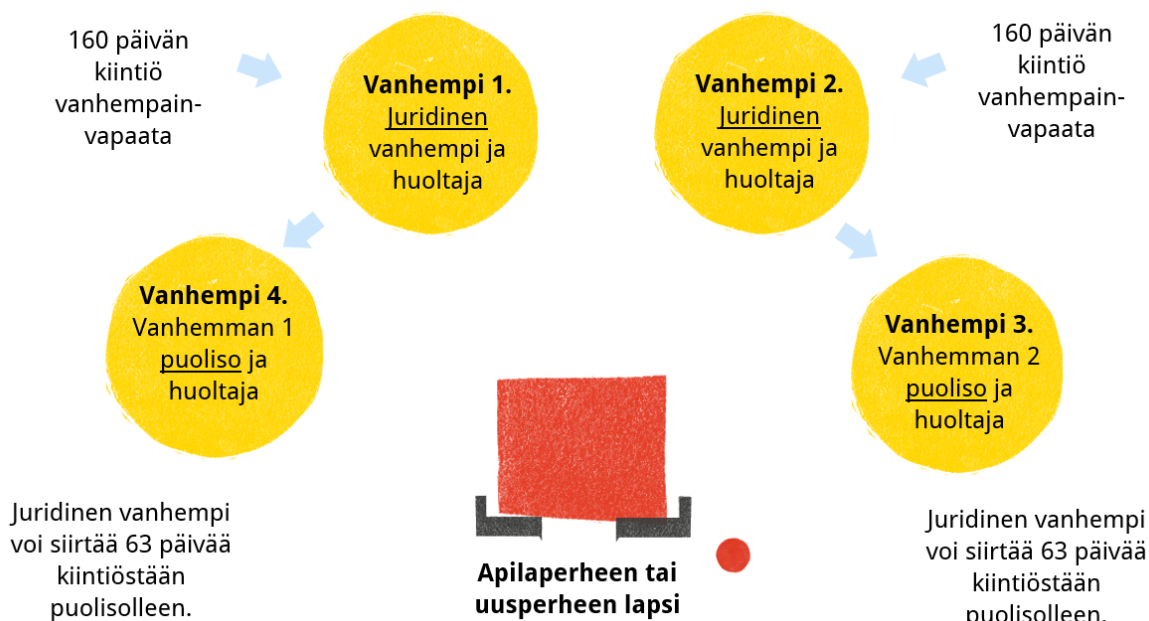 160 päivän
kiintiö
vanhempain-
vapaata
Vanhempi 1.
Juridinen
vanhempi ja
huoltaja
Vanhempi 2.
Juridinen
vanhempi ja
huoltaja
160 päivän
kiintiö
vanhempain-
vapaata
Vanhempi 4.
Vanhemman 1
puoliso ja
huoltaja
Vanhempi 3.
Vanhemman 2
puoliso ja
huoltaja
Juridinen vanhempi
voi siirtää 63 päivää
kiintiöstään
puolisolleen.
Apilaperheen tai
uusperheen lapsi
Juridinen vanhempi
voi siirtää 63 päivää
kiintiöstään
puolisolleen.